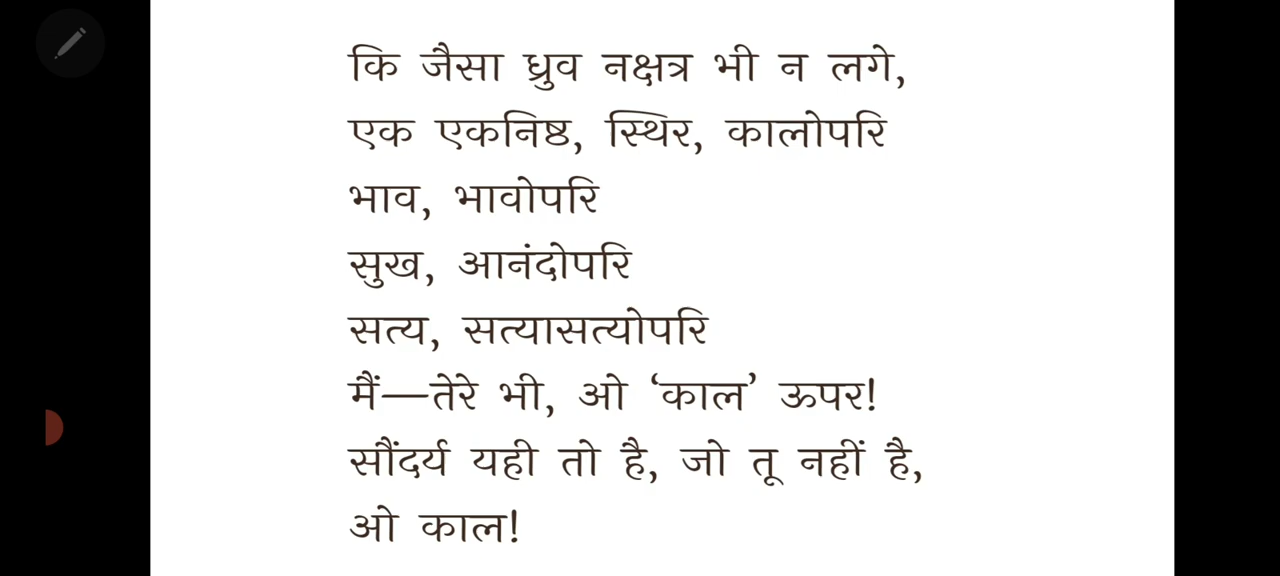 कि जैसा ध्रुव नक्षत्र भी न लगे,
एक एकनिष्ठ, स्थिर, कालोपरि
भाव, भावोपरि
सुख, आनंदोपरि
सत्य, सत्यासत्योपरि
मैं—तेरे भी, ओ ‘काल’ ऊपर!
सौंदर्य यही तो है, जो तू नहीं है,
ओ काल!